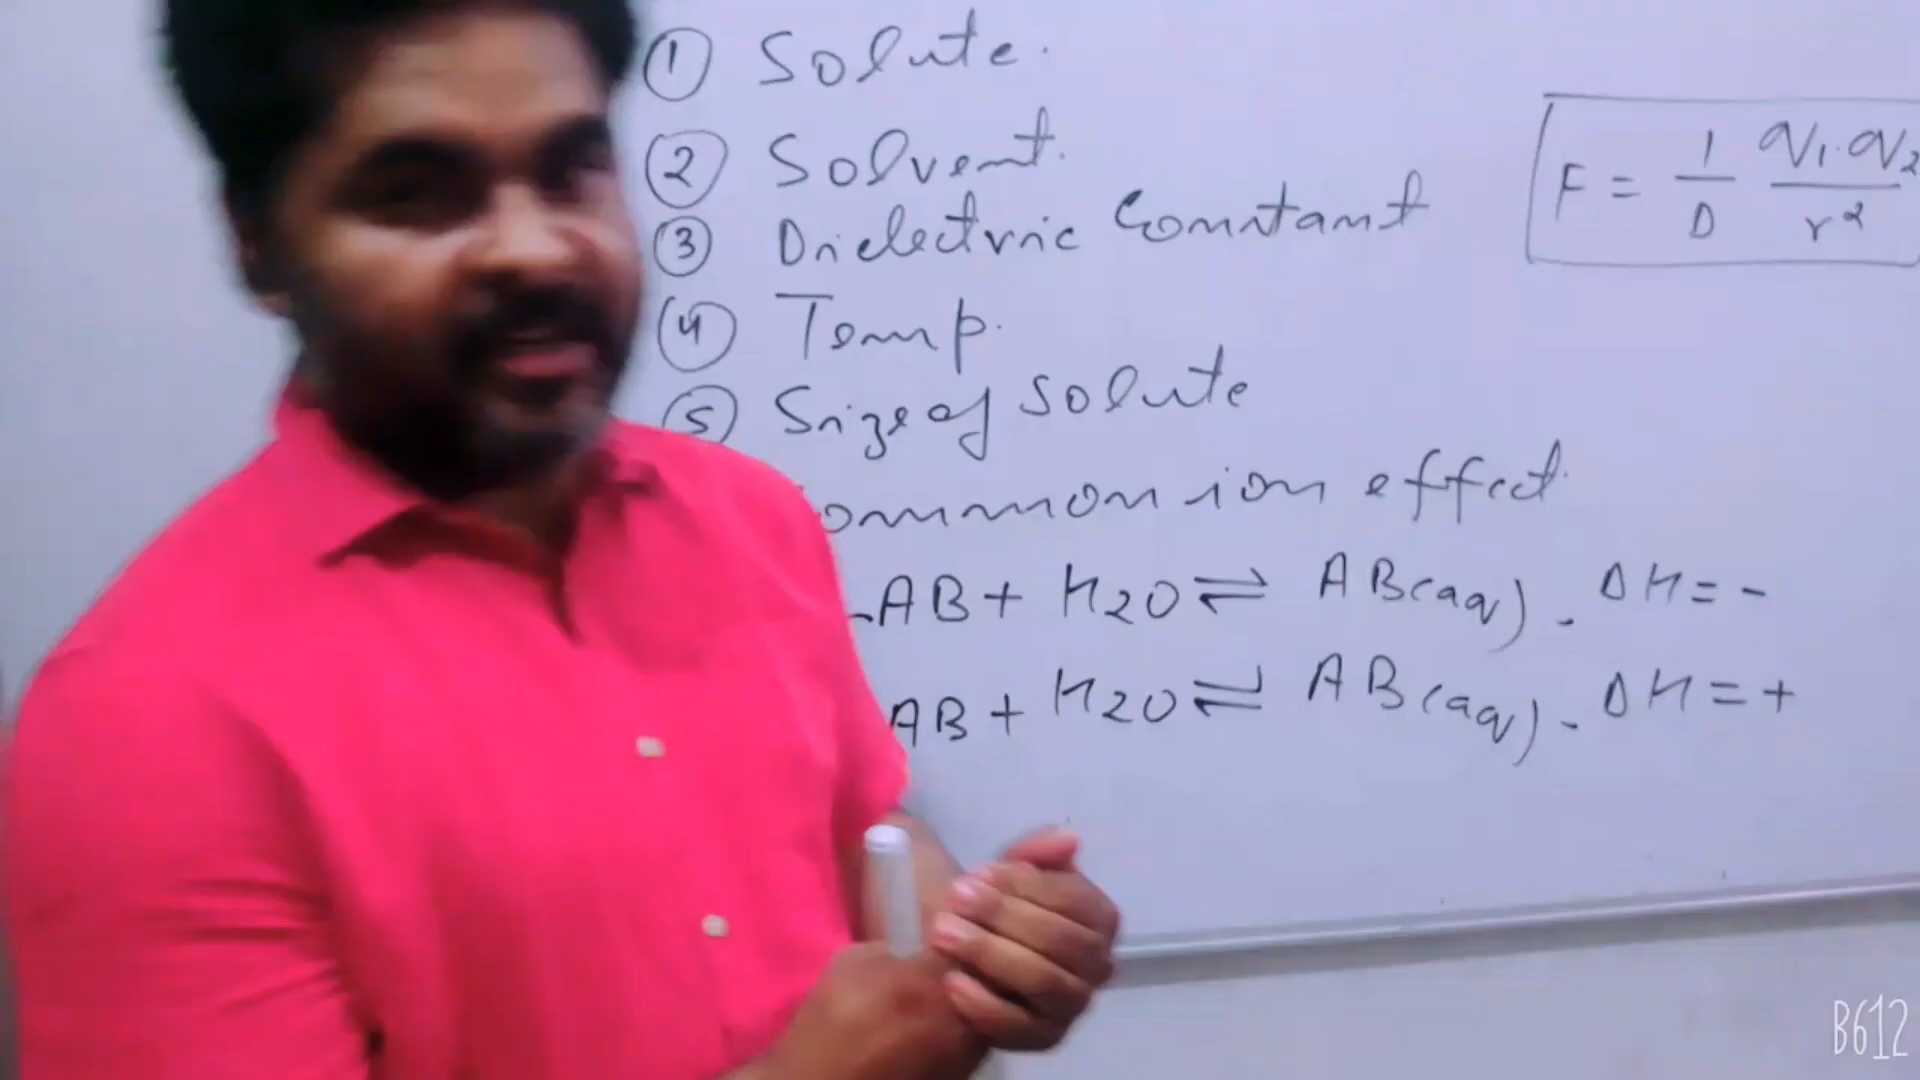 ① Solute.
② Solvent.
③ Dielectric Constant
④ Temp.
⑤ Size of Solute
ommon ion effect.
F = 1/D q₁.q₂/r²
AB + H2O ⇌ AB(aq). ΔH = -
AB + H2O ⇌ AB(aq). ΔH = +
B612